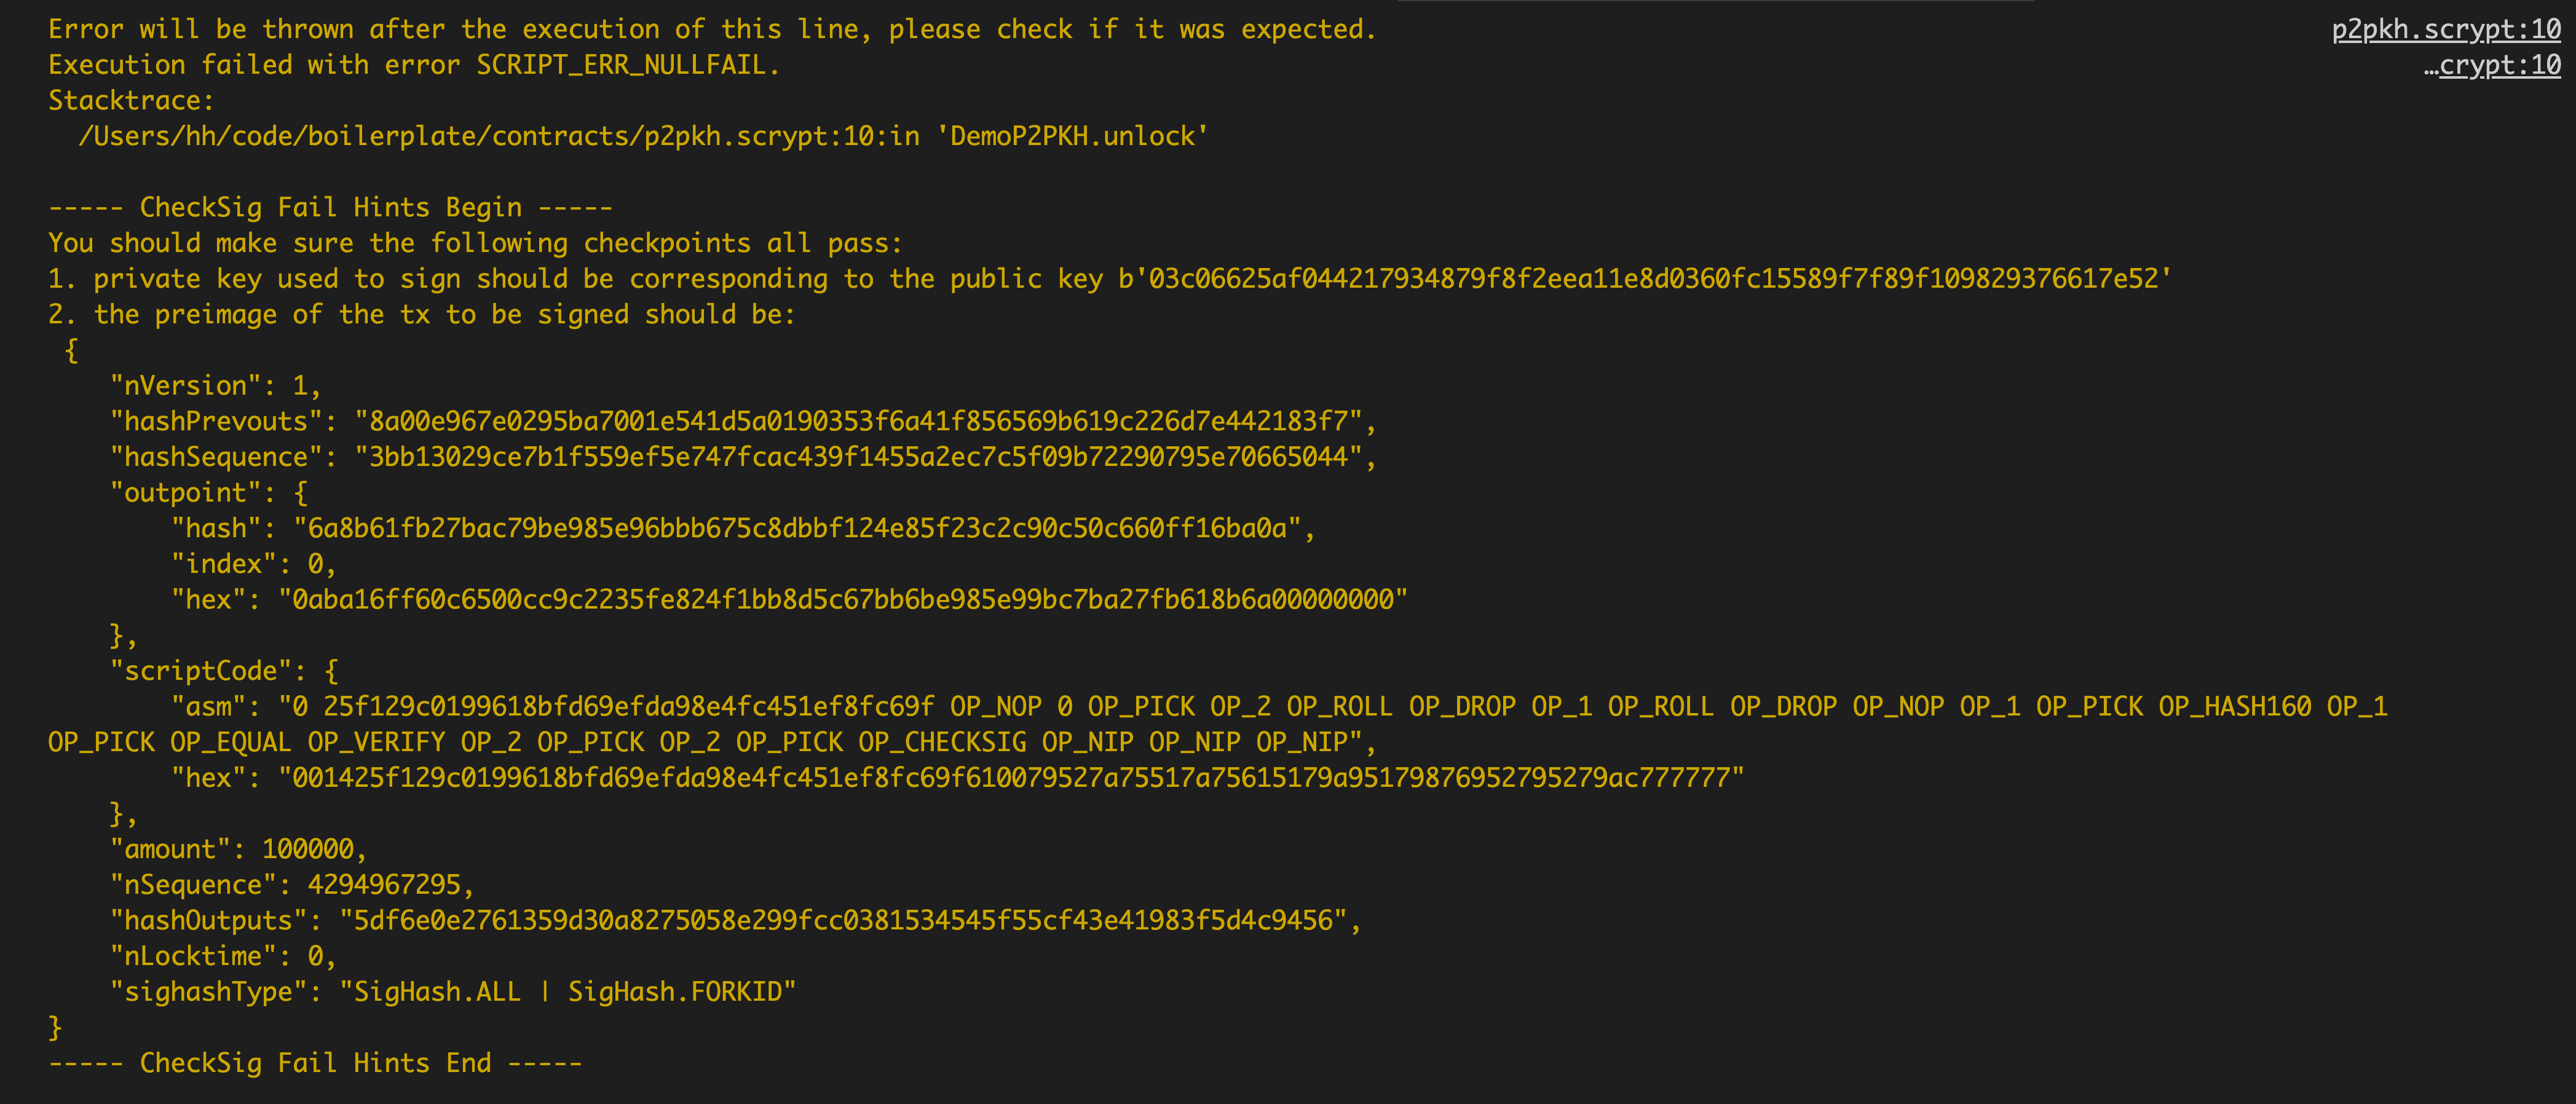 Error will be thrown after the execution of this line, please check if it was expected. p2pkh.scrypt:10
Execution failed with error SCRIPT_ERR_NULLFAIL. …crypt:10
Stacktrace:
  /Users/hh/code/boilerplate/contracts/p2pkh.scrypt:10:in 'DemoP2PKH.unlock'

----- CheckSig Fail Hints Begin -----
You should make sure the following checkpoints all pass:
1. private key used to sign should be corresponding to the public key b'03c06625af044217934879f8f2eea11e8d0360fc15589f7f89f109829376617e52'
2. the preimage of the tx to be signed should be:
 {
    "nVersion": 1,
    "hashPrevouts": "8a00e967e0295ba7001e541d5a0190353f6a41f856569b619c226d7e442183f7",
    "hashSequence": "3bb13029ce7b1f559ef5e747fcac439f1455a2ec7c5f09b72290795e70665044",
    "outpoint": {
        "hash": "6a8b61fb27bac79be985e96bbb675c8dbbf124e85f23c2c90c50c660ff16ba0a",
        "index": 0,
        "hex": "0aba16ff60c6500cc9c2235fe824f1bb8d5c67bb6be985e99bc7ba27fb618b6a00000000"
    },
    "scriptCode": {
        "asm": "0 25f129c0199618bfd69efda98e4fc451ef8fc69f OP_NOP 0 OP_PICK OP_2 OP_ROLL OP_DROP OP_1 OP_ROLL OP_DROP OP_NOP OP_1 OP_PICK OP_HASH160 OP_1
OP_PICK OP_EQUAL OP_VERIFY OP_2 OP_PICK OP_2 OP_PICK OP_CHECKSIG OP_NIP OP_NIP OP_NIP",
        "hex": "001425f129c0199618bfd69efda98e4fc451ef8fc69f610079527a75517a75615179a95179876952795279ac777777"
    },
    "amount": 100000,
    "nSequence": 4294967295,
    "hashOutputs": "5df6e0e2761359d30a8275058e299fcc0381534545f55cf43e41983f5d4c9456",
    "nLocktime": 0,
    "sighashType": "SigHash.ALL | SigHash.FORKID"
}
----- CheckSig Fail Hints End -----